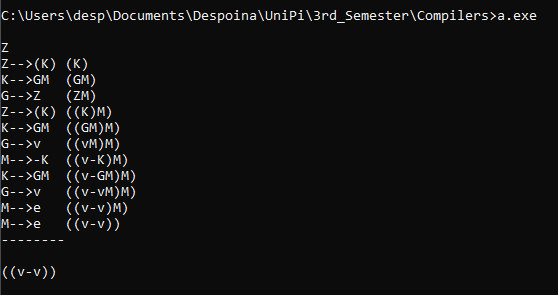 C:\Users\desp\Documents\Despoina\UniPi\3rd_Semester\Compilers>a.exe
Z
Z-->(K) (K)
K-->GM (GM)
G-->Z (ZM)
Z-->(K) ((K)M)
K-->GM ((GM)M)
G-->v ((vM)M)
M-->-K ((v-K)M)
K-->GM ((v-GM)M)
G-->v ((v-vM)M)
M-->e ((v-v)M)
M-->e ((v-v))
--------
((v-v))